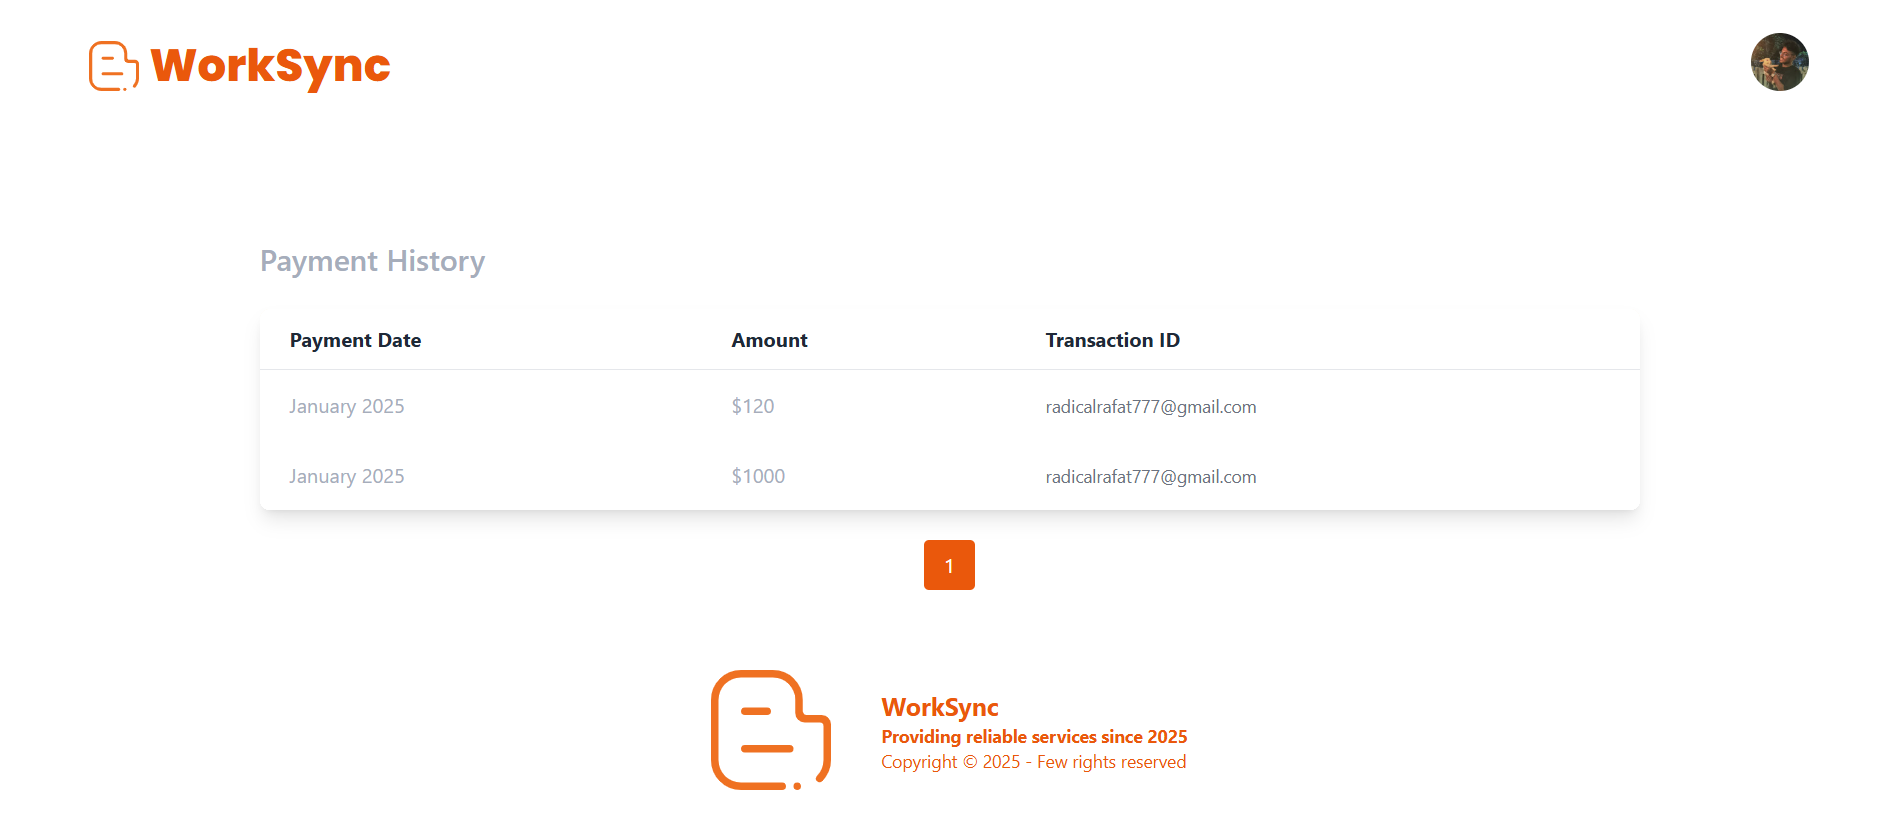 WorkSync
Payment History
Payment Date Amount Transaction ID
January 2025 $120 radicalrafat777@gmail.com
January 2025 $1000 radicalrafat777@gmail.com
1
WorkSync
Providing reliable services since 2025
Copyright © 2025 - Few rights reserved